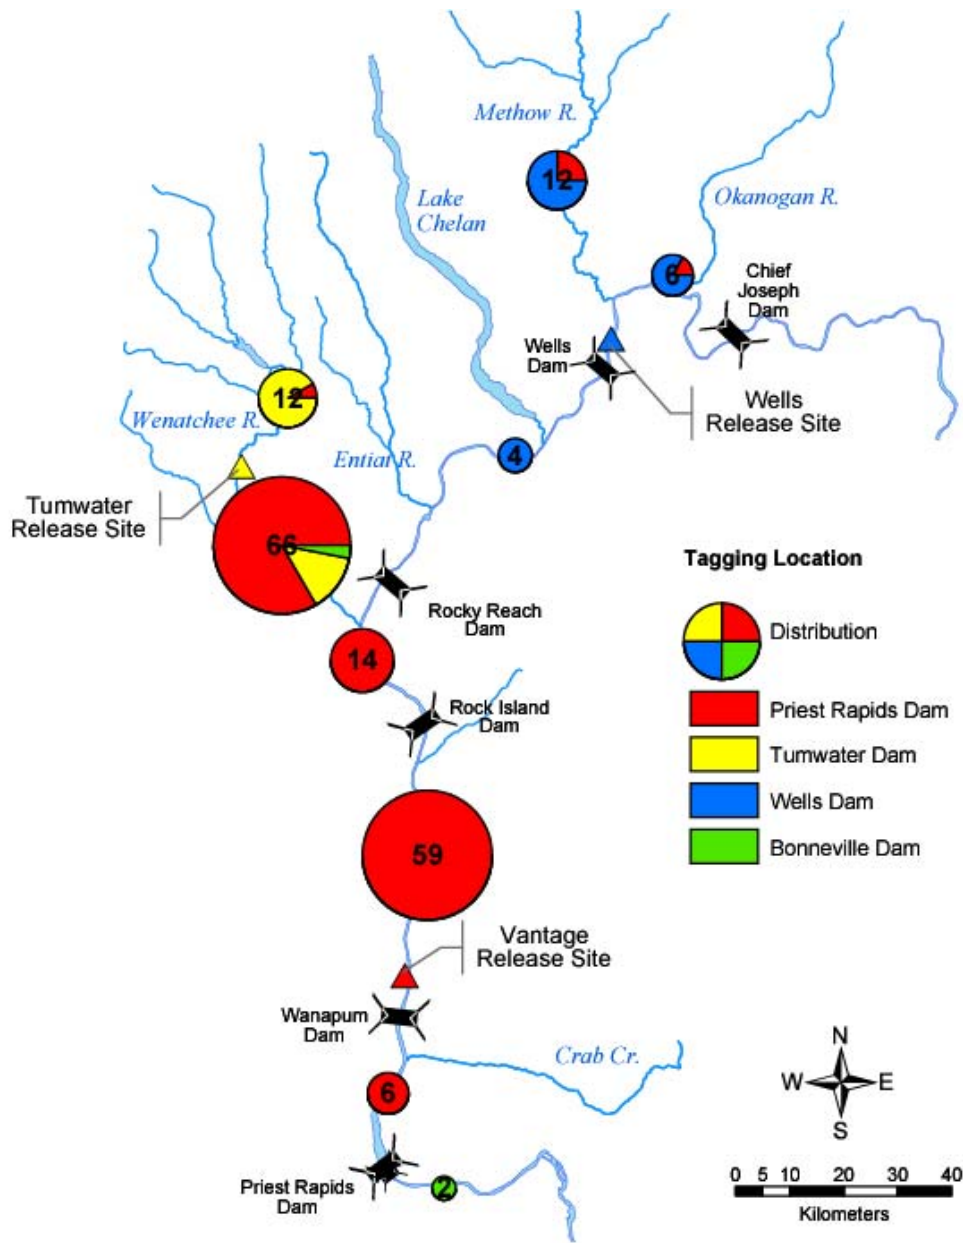 Methow R.
12
Okanogan R.
Lake
Chelan
6
Chief
Joseph
Dam
Wells
Dam
Wells
Release Site
12
Wenatchee R.
Entiat R.
4
Tumwater
Release Site
66
Rocky Reach
Dam
14
Rock Island
Dam
Tagging Location
Distribution
Priest Rapids Dam
Tumwater Dam
Wells Dam
Bonneville Dam
59
Vantage
Release Site
Wanapum
Dam
Crab Cr.
6
Priest Rapids
Dam
2
N
W
E
S
0 5 10 20 30 40
Kilometers